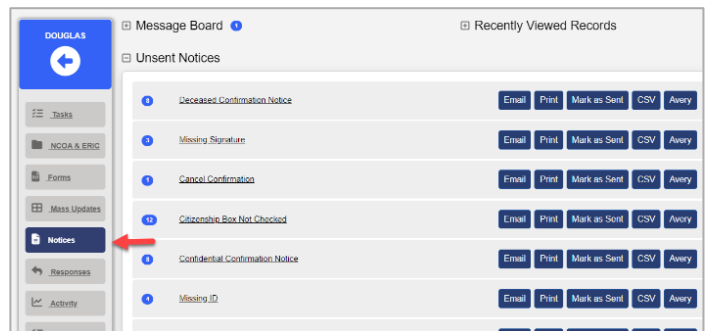 DOUGLAS
Tasks
NCOA & ERIC
Forms
Mass Updates
Notices
Responses
Activity
Message Board 1
Recently Viewed Records
Unsent Notices
8 Deceased Confirmation Notice Email Print Mark as Sent CSV Avery
3 Missing Signature Email Print Mark as Sent CSV Avery
1 Cancel Confirmation Email Print Mark as Sent CSV Avery
12 Citizenship Box Not Checked Email Print Mark as Sent CSV Avery
8 Confidential Confirmation Notice Email Print Mark as Sent CSV Avery
4 Missing ID Email Print Mark as Sent CSV Avery